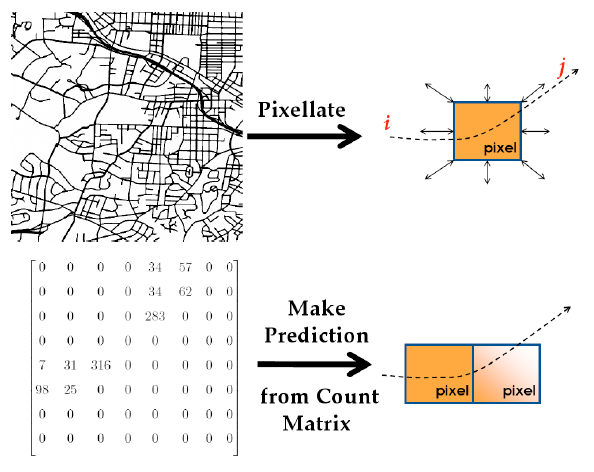 Pixellate
i
j
pixel
0 0 0 0 34 57 0 0
0 0 0 0 34 62 0 0
0 0 0 0 283 0 0 0
0 0 0 0 0 0 0 0
7 31 316 0 0 0 0 0
98 25 0 0 0 0 0 0
0 0 0 0 0 0 0 0
0 0 0 0 0 0 0 0
Make
Prediction
from Count
Matrix
pixel pixel